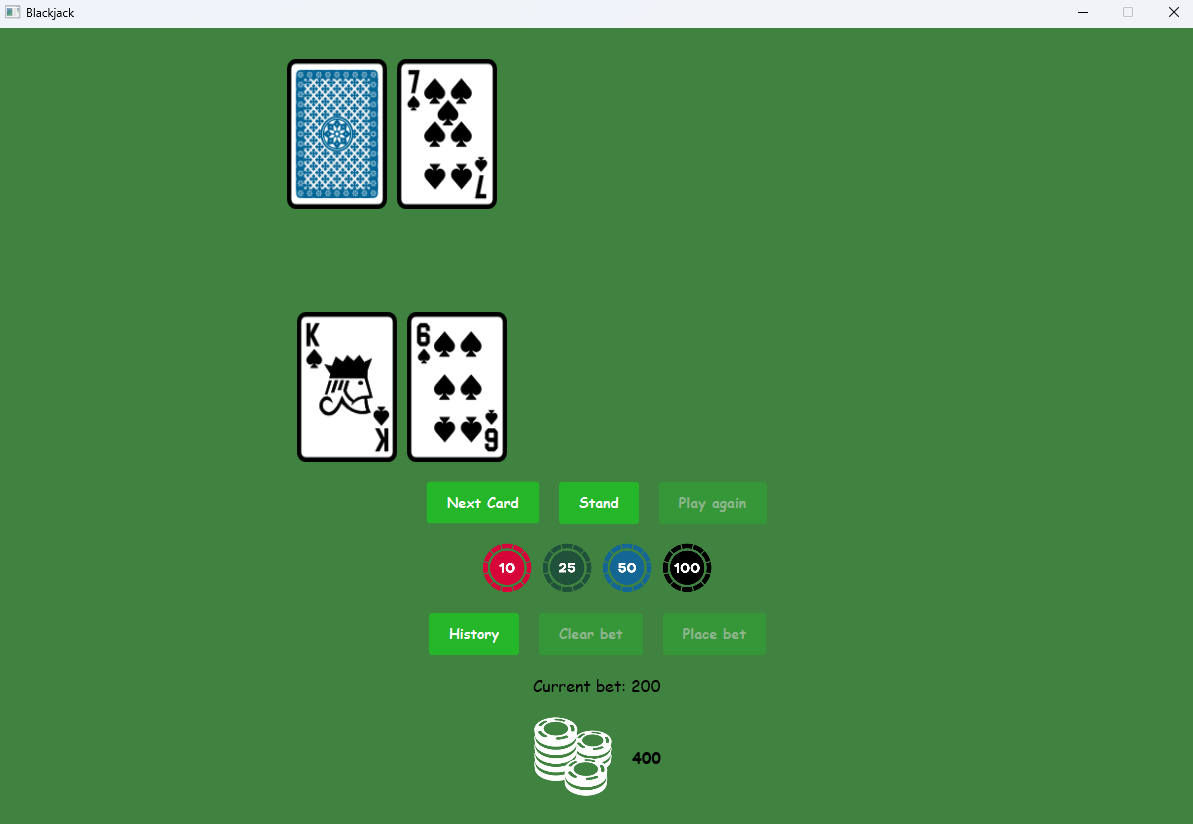 Blackjack
7
7
K
6
K
6
Next Card Stand Play again
10 25 50 100
History Clear bet Place bet
Current bet: 200
400